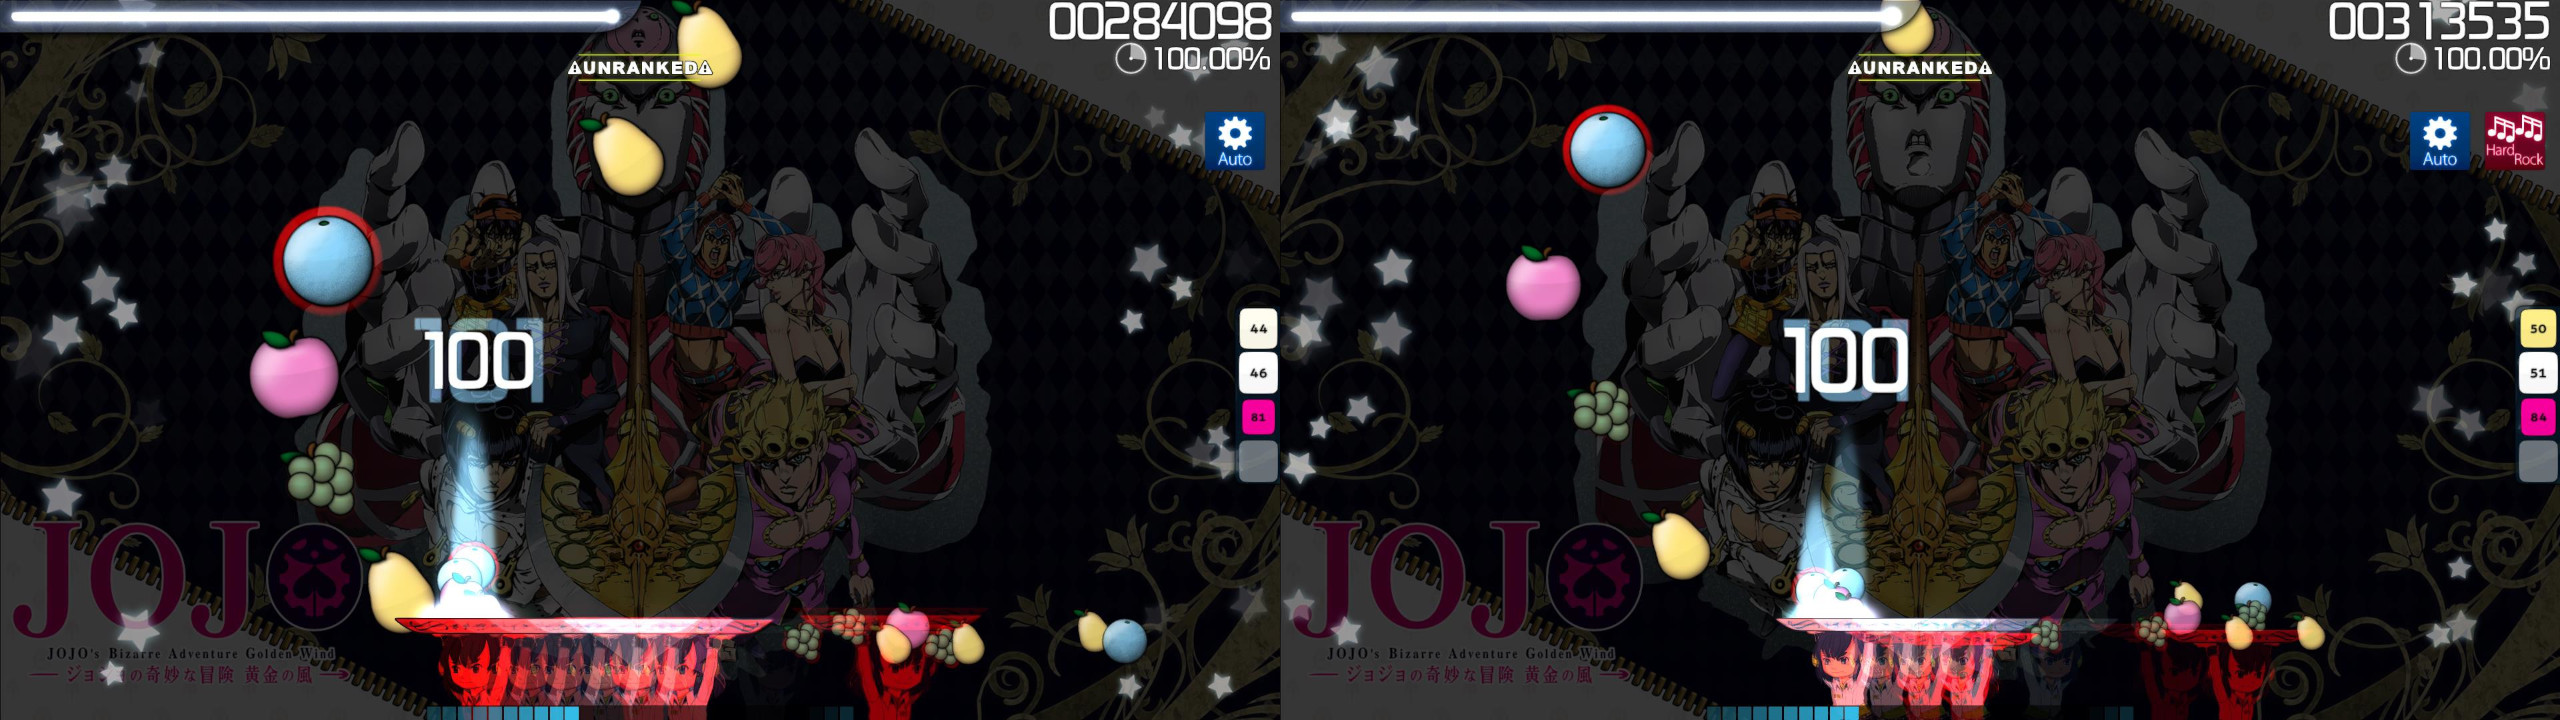 00284098
100.00%
⚠UNRANKED⚠
Auto
44
46
81
100
JOJO
JOJO's Bizarre Adventure Golden Wind
ジョジョの奇妙な冒険 黄金の風
00313535
100.00%
⚠UNRANKED⚠
Auto
Hard Rock
50
51
84
100
JOJO
JOJO's Bizarre Adventure Golden Wind
ジョジョの奇妙な冒険 黄金の風